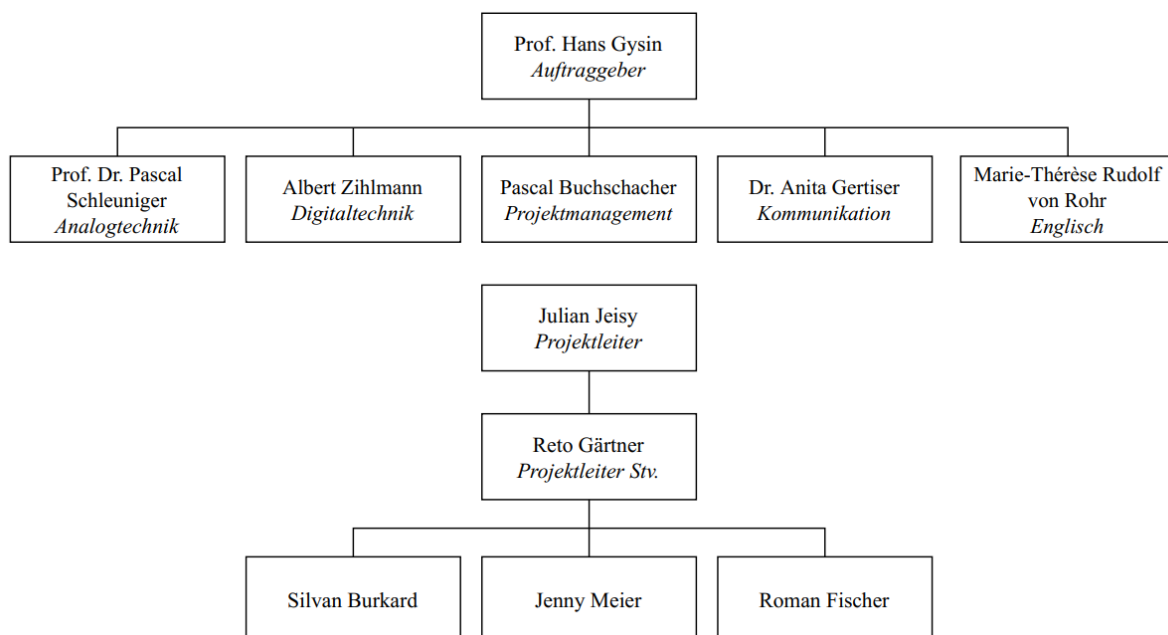 Prof. Hans Gysin
Auftraggeber
Prof. Dr. Pascal
Schleuniger
Analogtechnik
Albert Zihlmann
Digitaltechnik
Pascal Buchschacher
Projektmanagement
Dr. Anita Gertiser
Kommunikation
Marie-Thérèse Rudolf
von Rohr
Englisch
Julian Jeisy
Projektleiter
Reto Gärtner
Projektleiter Stv.
Silvan Burkard
Jenny Meier
Roman Fischer